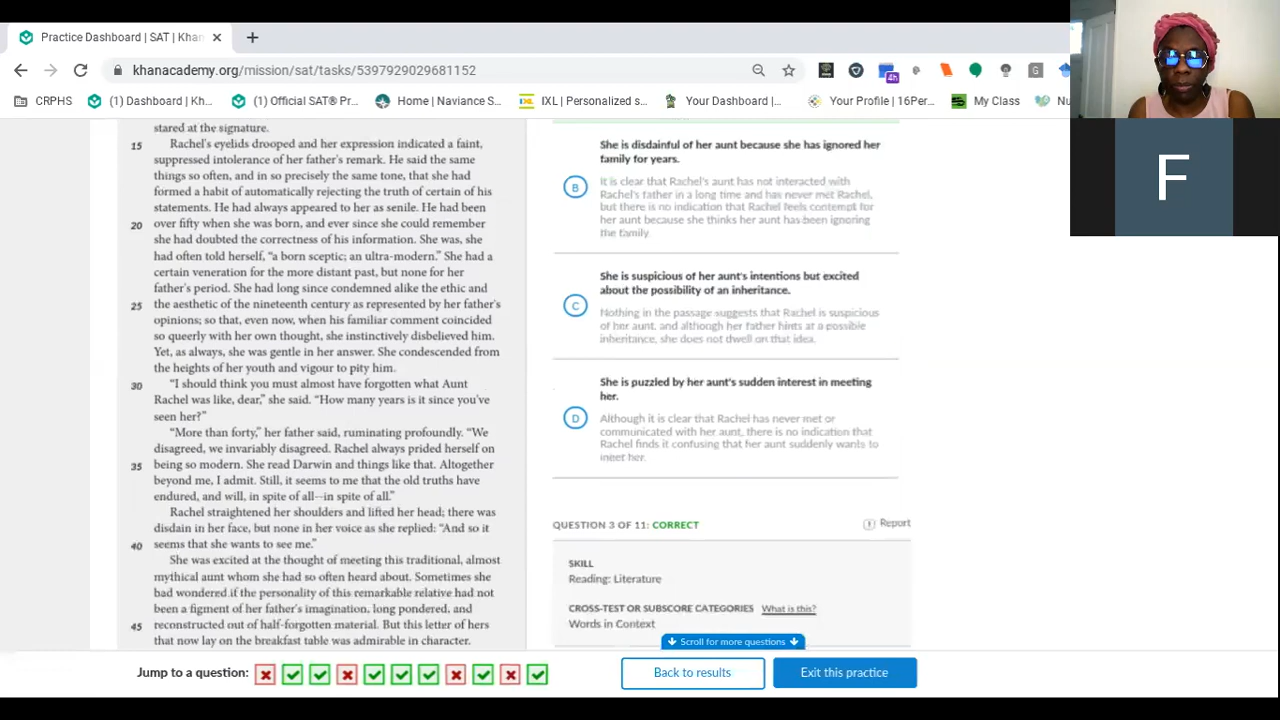 Practice Dashboard | SAT | Khan
khanacademy.org/mission/sat/tasks/5397929029681152
4h
G
CRPHS
(1) Dashboard | Kh...
(1) Official SAT® Pr...
Home | Naviance S...
IXL | Personalized s...
Your Dashboard |...
Your Profile | 16Per...
My Class
Nu
stared at the signature.
15 Rachel's eyelids drooped and her expression indicated a faint,
suppressed intolerance of her father's remark. He said the same
things so often, and in so precisely the same tone, that she had
formed a habit of automatically rejecting the truth of certain of his
statements. He had always appeared to her as senile. He had been
20 over fifty when she was born, and ever since she could remember
she had doubted the correctness of his information. She was, she
had often told herself, "a born sceptic; an ultra-modern." She had a
certain veneration for the more distant past, but none for her
father's period. She had long since condemned alike the ethic and
25 the aesthetic of the nineteenth century as represented by her father's
opinions; so that, even now, when his familiar comment coincided
so queerly with her own thought, she instinctively disbelieved him.
Yet, as always, she was gentle in her answer. She condescended from
the heights of her youth and vigour to pity him.
30 "I should think you must almost have forgotten what Aunt
Rachel was like, dear," she said. "How many years is it since you've
seen her?"
"More than forty," her father said, ruminating profoundly. "We
disagreed, we invariably disagreed. Rachel always prided herself on
35 being so modern. She read Darwin and things like that. Altogether
beyond me, I admit. Still, it seems to me that the old truths have
endured, and will, in spite of all—in spite of all."
Rachel straightened her shoulders and lifted her head; there was
disdain in her face, but none in her voice as she replied: "And so it
40 seems that she wants to see me."
She was excited at the thought of meeting this traditional, almost
mythical aunt whom she had so often heard about. Sometimes she
had wondered if the personality of this remarkable relative had not
been a figment of her father's imagination, long pondered, and
45 reconstructed out of half-forgotten material. But this letter of hers
that now lay on the breakfast table was admirable in character.
She is disdainful of her aunt because she has ignored her
family for years.
B
It is clear that Rachel's aunt has not interacted with
Rachel's father in a long time and has never met Rachel,
but there is no indication that Rachel feels contempt for
her aunt because she thinks her aunt has been ignoring
the family.
She is suspicious of her aunt's intentions but excited
about the possibility of an inheritance.
C
Nothing in the passage suggests that Rachel is suspicious
of her aunt, and although her father hints at a possible
inheritance, she does not dwell on that idea.
She is puzzled by her aunt's sudden interest in meeting
her.
D
Although it is clear that Rachel has never met or
communicated with her aunt, there is no indication that
Rachel finds it confusing that her aunt suddenly wants to
meet her.
QUESTION 3 OF 11: CORRECT
Report
SKILL
Reading: Literature
CROSS-TEST OR SUBSCORE CATEGORIES What is this?
Words in Context
Scroll for more questions
Jump to a question:
Back to results
Exit this practice
F